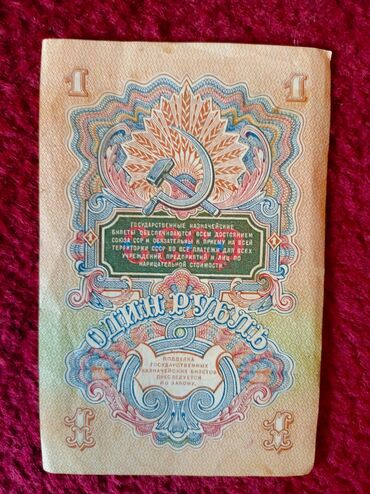 1 1
ГОСУДАРСТВЕННЫЕ КАЗНАЧЕЙСКИЕ
БИЛЕТЫ ОБЕСПЕЧИВАЮТСЯ ВСЕМ ДОСТОЯНИЕМ
СОЮЗА ССР И ОБЯЗАТЕЛЬНЫ К ПРИЕМУ НА ВСЕЙ
ТЕРРИТОРИИ СССР ВО ВСЕ ПЛАТЕЖИ ДЛЯ ВСЕХ
УЧРЕЖДЕНИЙ, ПРЕДПРИЯТИЙ И ЛИЦ ПО
НАРИЦАТЕЛЬНОЙ СТОИМОСТИ.
1 1
ОДИН РУБЛЬ
ПОДДЕЛКА
ГОСУДАРСТВЕННЫХ
КАЗНАЧЕЙСКИХ БИЛЕТОВ
ПРЕСЛЕДУЕТСЯ
ПО ЗАКОНУ.
1 1